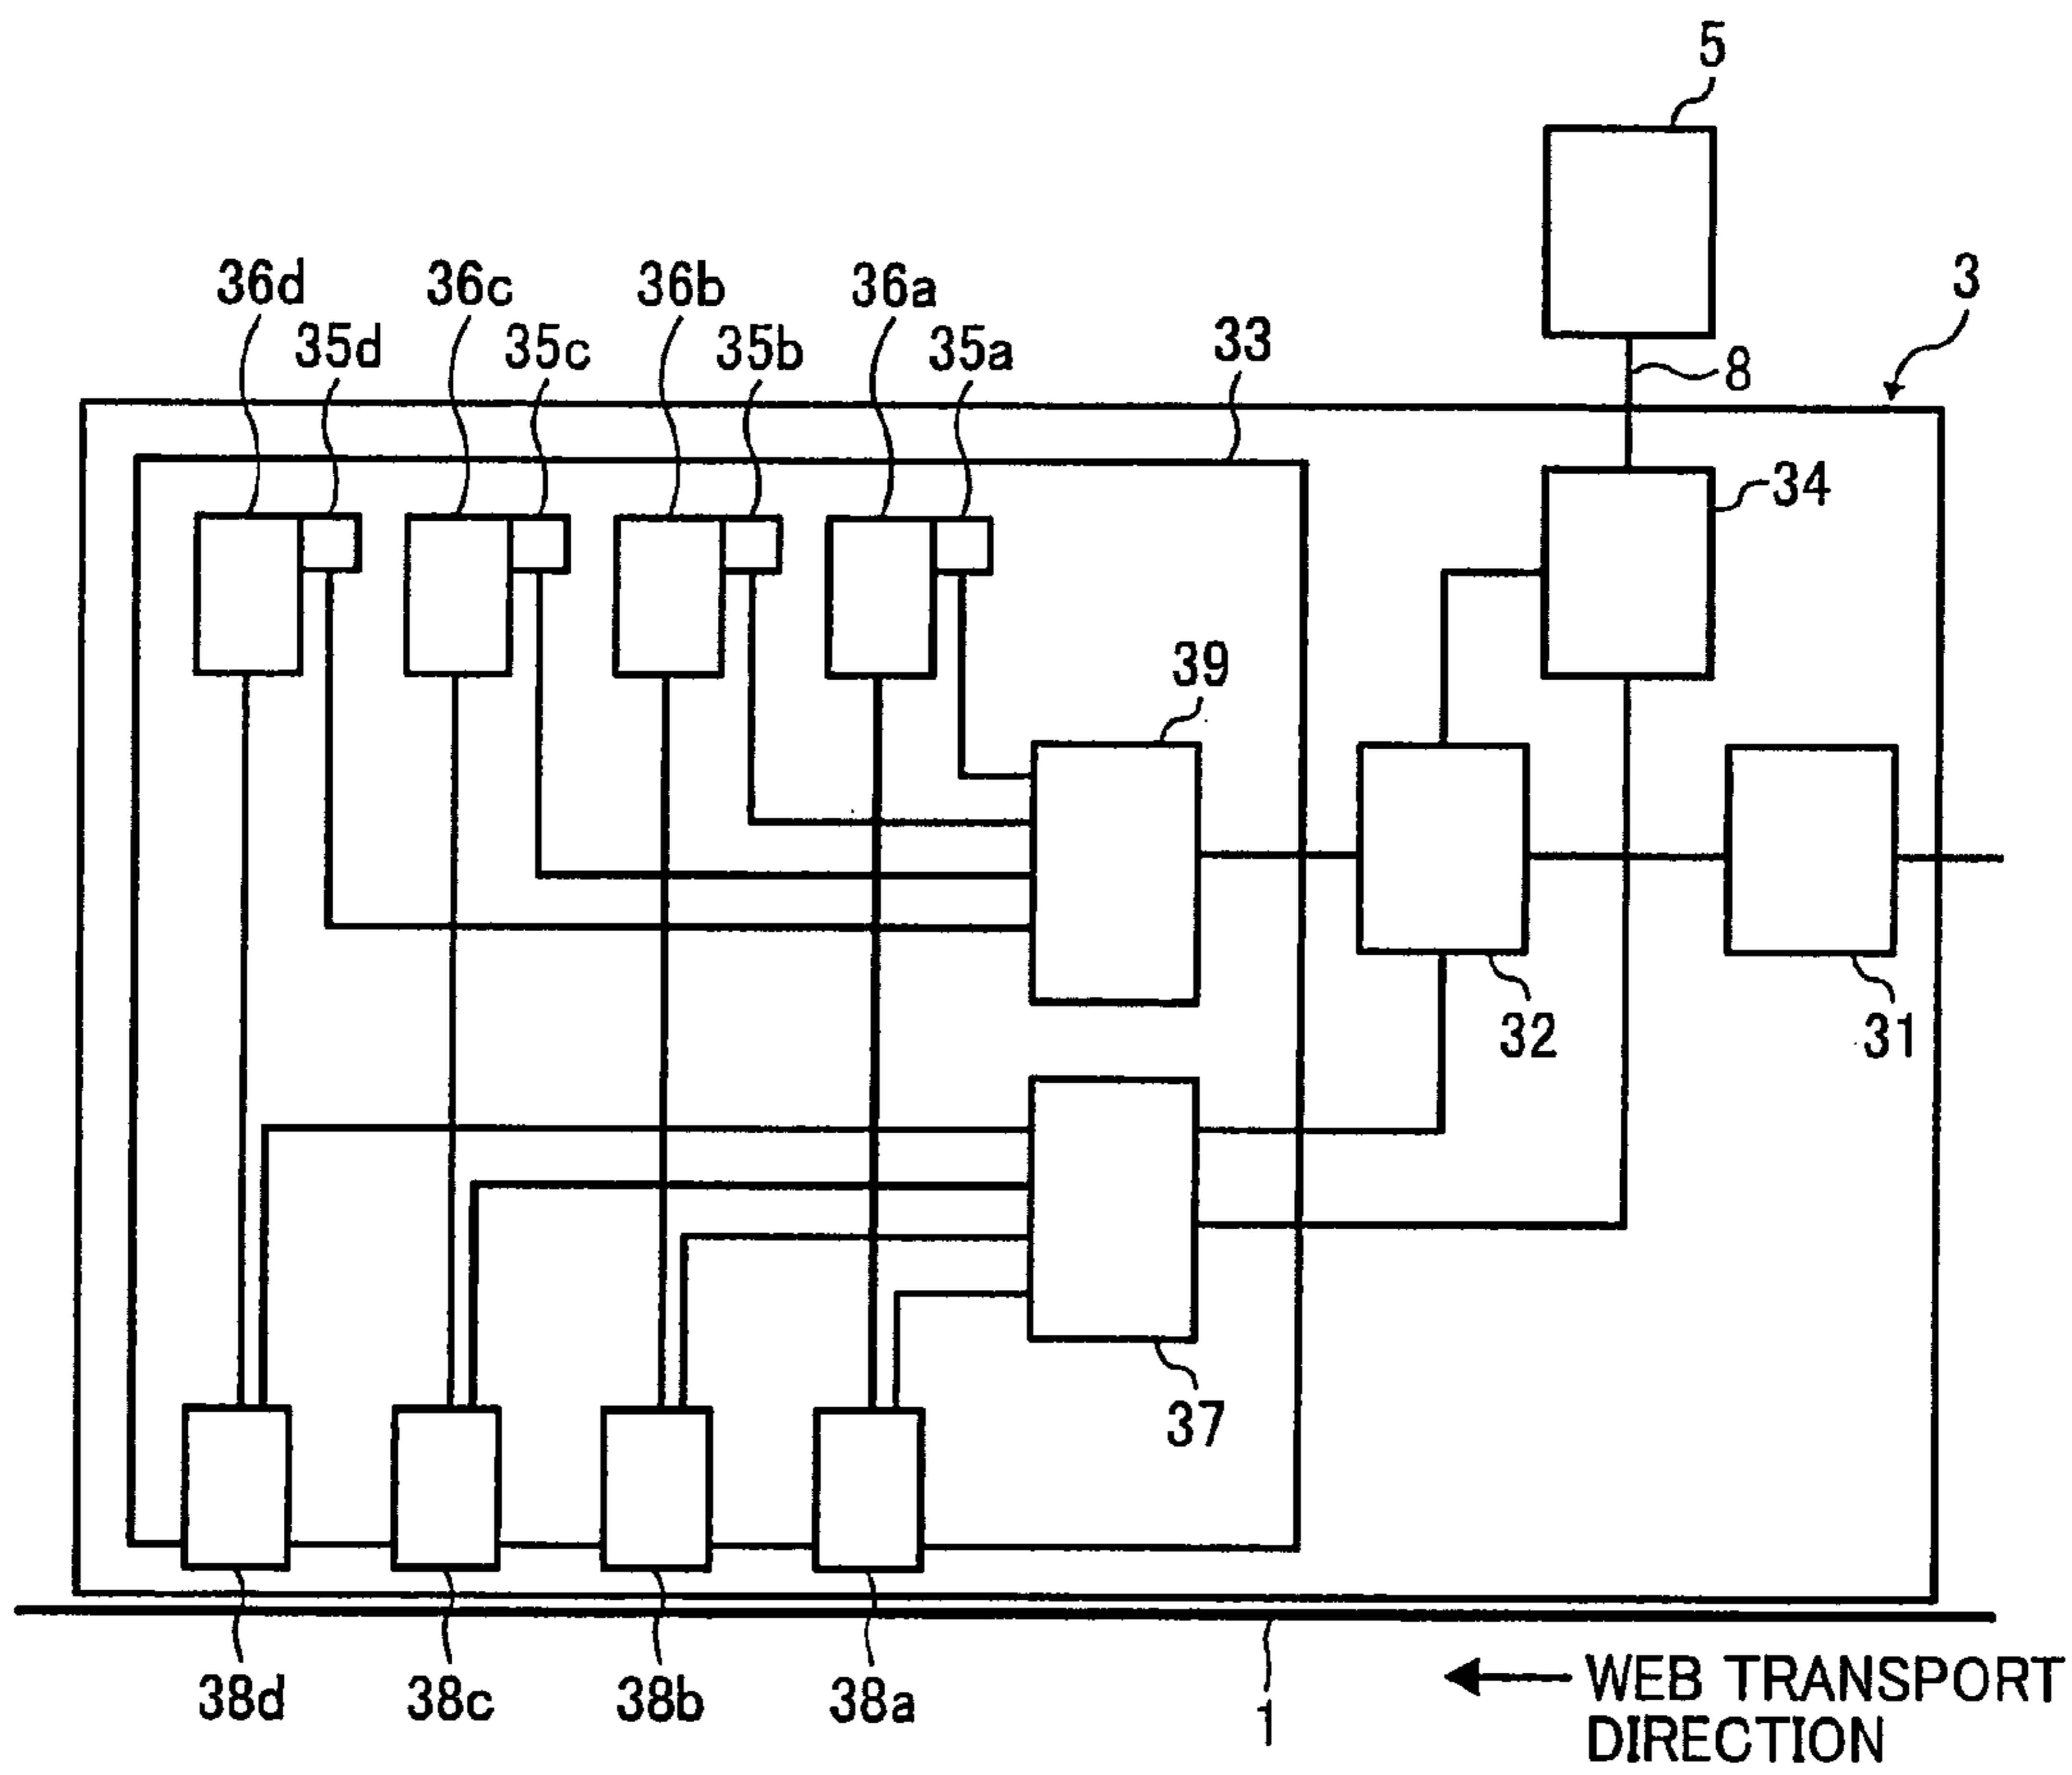 5
3
36d
36c
36b
36a
35d
35c
35b
35a
33
8
34
39
32
31
37
38d
38c
38b
38a
1
WEB TRANSPORT
DIRECTION